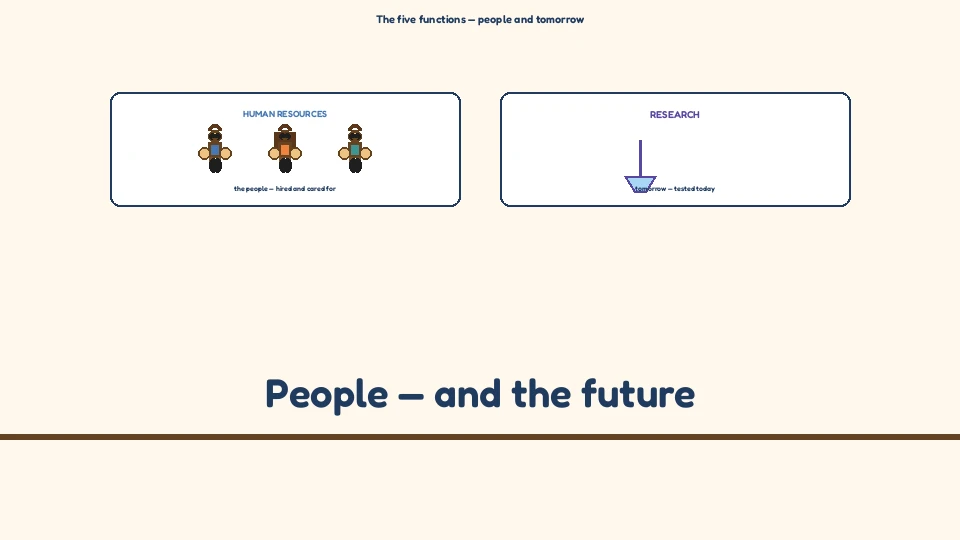 The five functions — people and tomorrow
HUMAN RESOURCES
the people — hired and cared for
RESEARCH
tomorrow — tested today
People — and the future